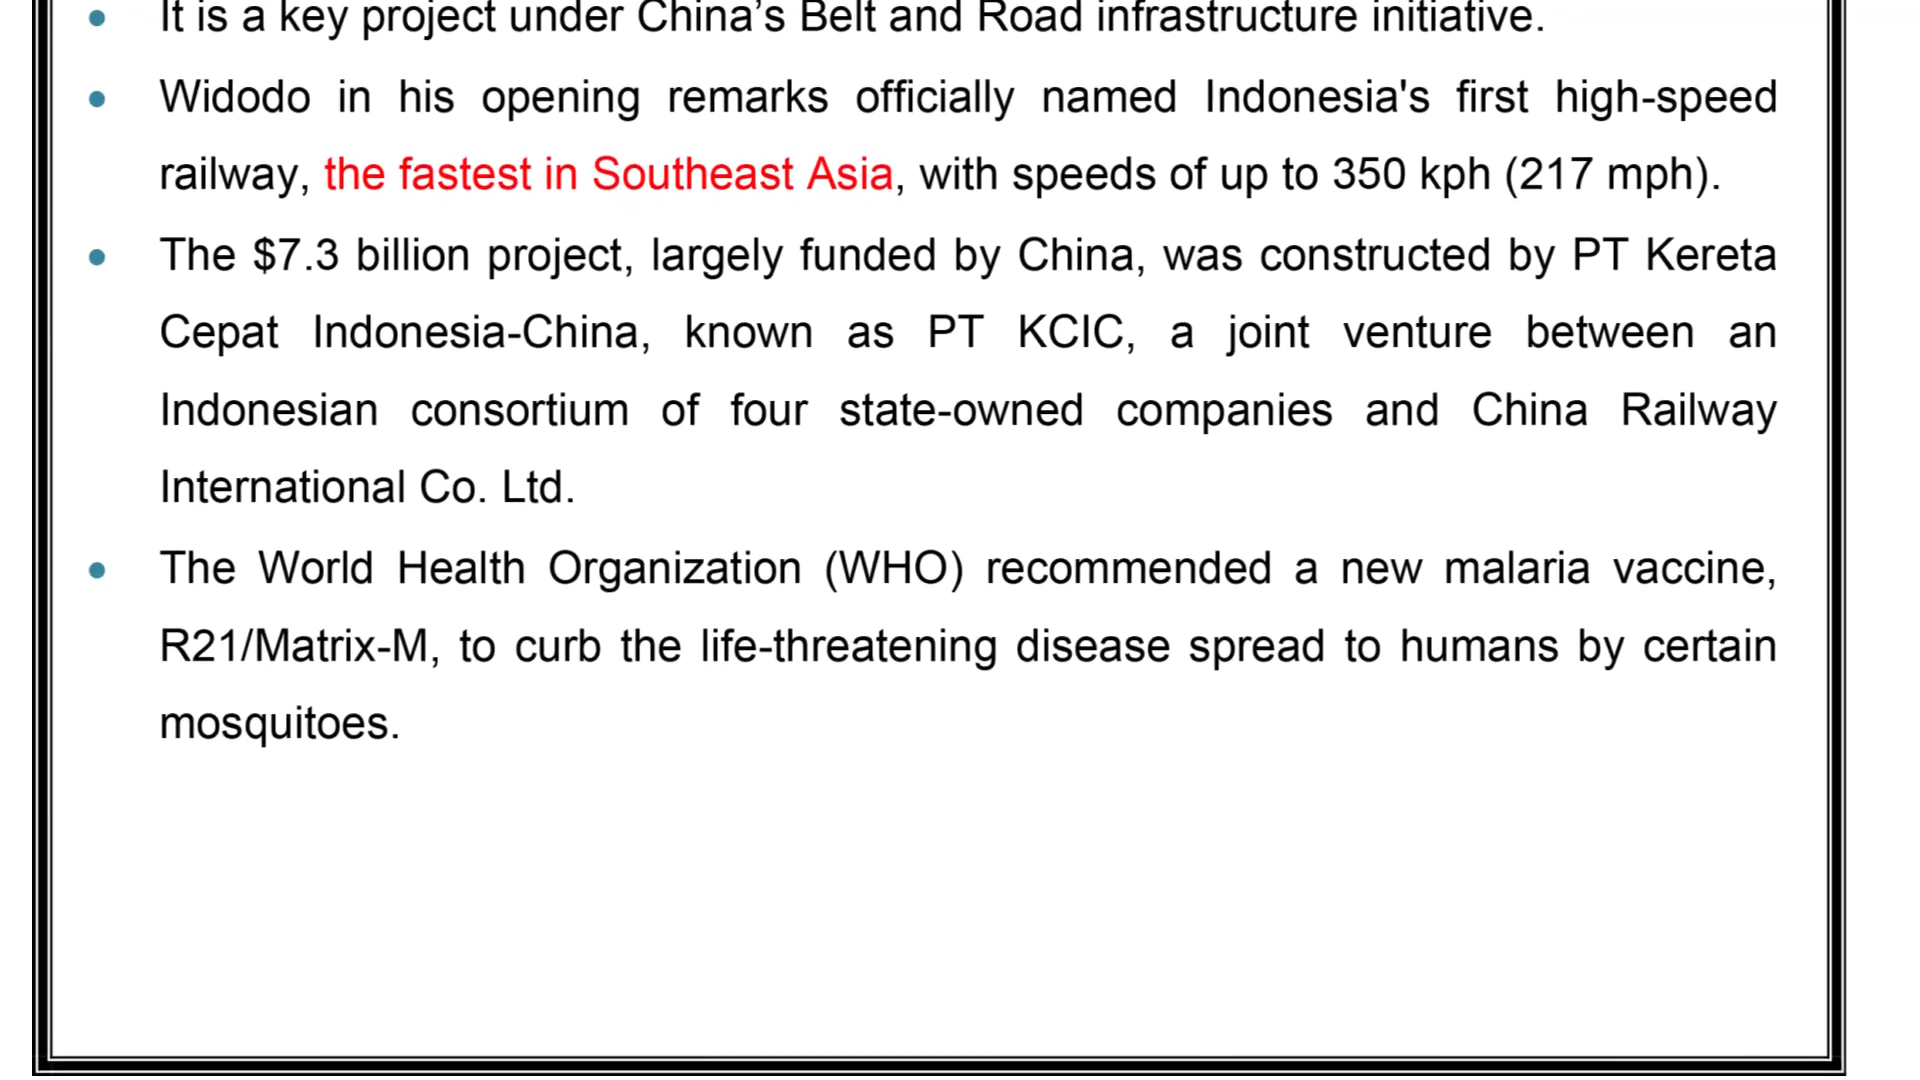 • It is a key project under China’s Belt and Road infrastructure initiative.
• Widodo in his opening remarks officially named Indonesia's first high-speed
railway, the fastest in Southeast Asia, with speeds of up to 350 kph (217 mph).
• The $7.3 billion project, largely funded by China, was constructed by PT Kereta
Cepat Indonesia-China, known as PT KCIC, a joint venture between an
Indonesian consortium of four state-owned companies and China Railway
International Co. Ltd.
• The World Health Organization (WHO) recommended a new malaria vaccine,
R21/Matrix-M, to curb the life-threatening disease spread to humans by certain
mosquitoes.